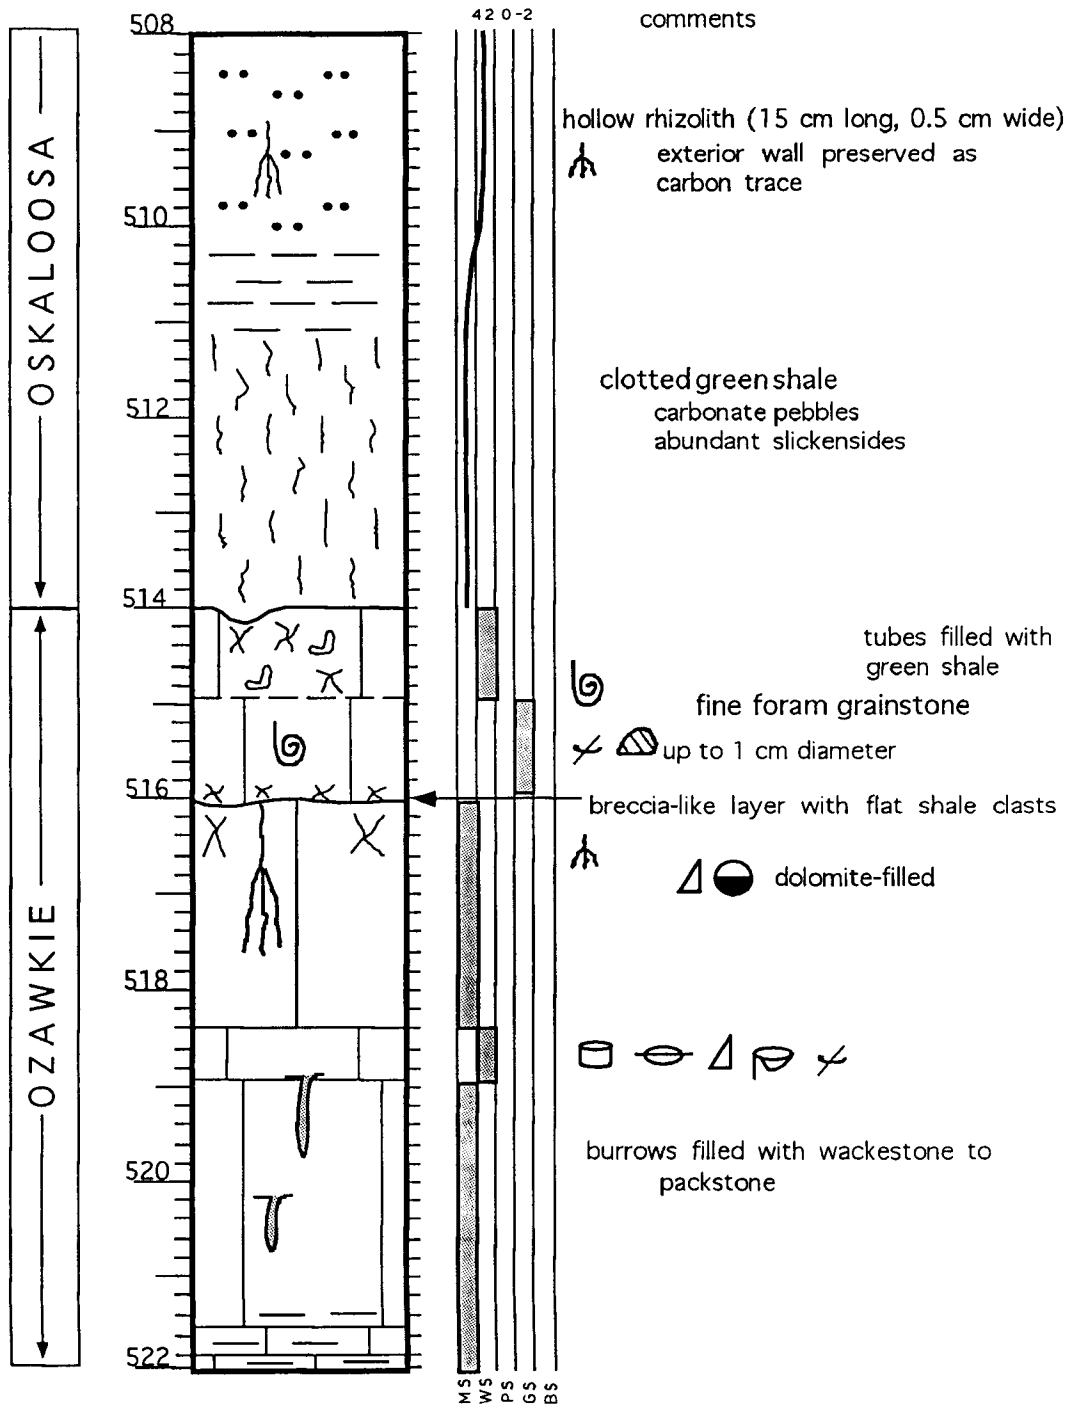 508
4 2 0 -2
comments
hollow rhizolith (15 cm long, 0.5 cm wide)
exterior wall preserved as
carbon trace
OSKALOOSA
510
clotted green shale
carbonate pebbles
abundant slickensides
512
514
tubes filled with
green shale
fine foram grainstone
up to 1 cm diameter
516
breccia-like layer with flat shale clasts
dolomite-filled
OZAWKIE
518
burrows filled with wackestone to
packstone
520
522
MS
WS
PS
GS
BS